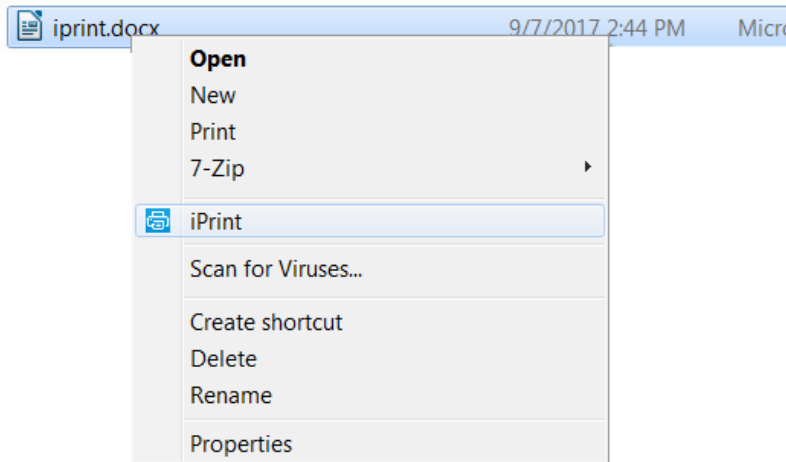 iprint.docx 9/7/2017 2:44 PM Micro
Open
New
Print
7-Zip
iPrint
Scan for Viruses...
Create shortcut
Delete
Rename
Properties